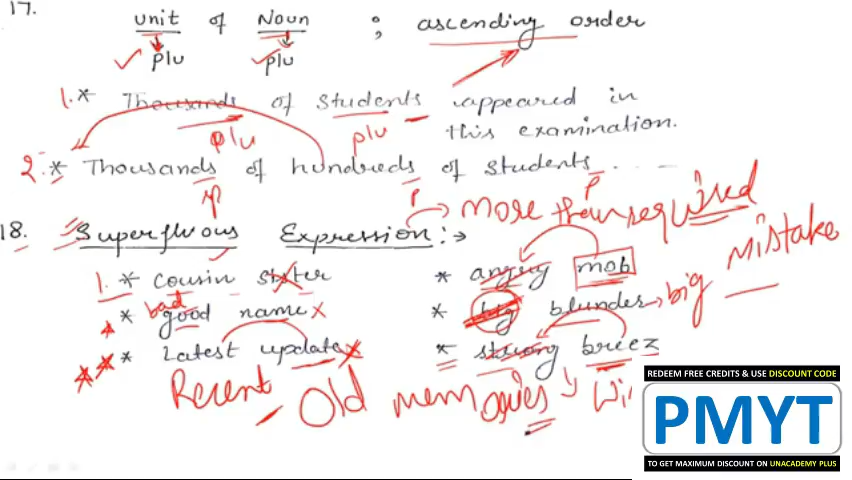 17.
unit of Noun ; ascending order
plu plu
1. * Thousands of students appeared in
plu plu this examination.
2. * Thousands of hundreds of students .....
p p p
more than required
18. Superfluous Expression :→
1. * cousin sister * angry mob
bad mistake
* good name x * big blunder → big
* Latest update x * strong breez
Recent Old memories
REDEEM FREE CREDITS & USE DISCOUNT CODE
PMYT
TO GET MAXIMUM DISCOUNT ON UNACADEMY PLUS